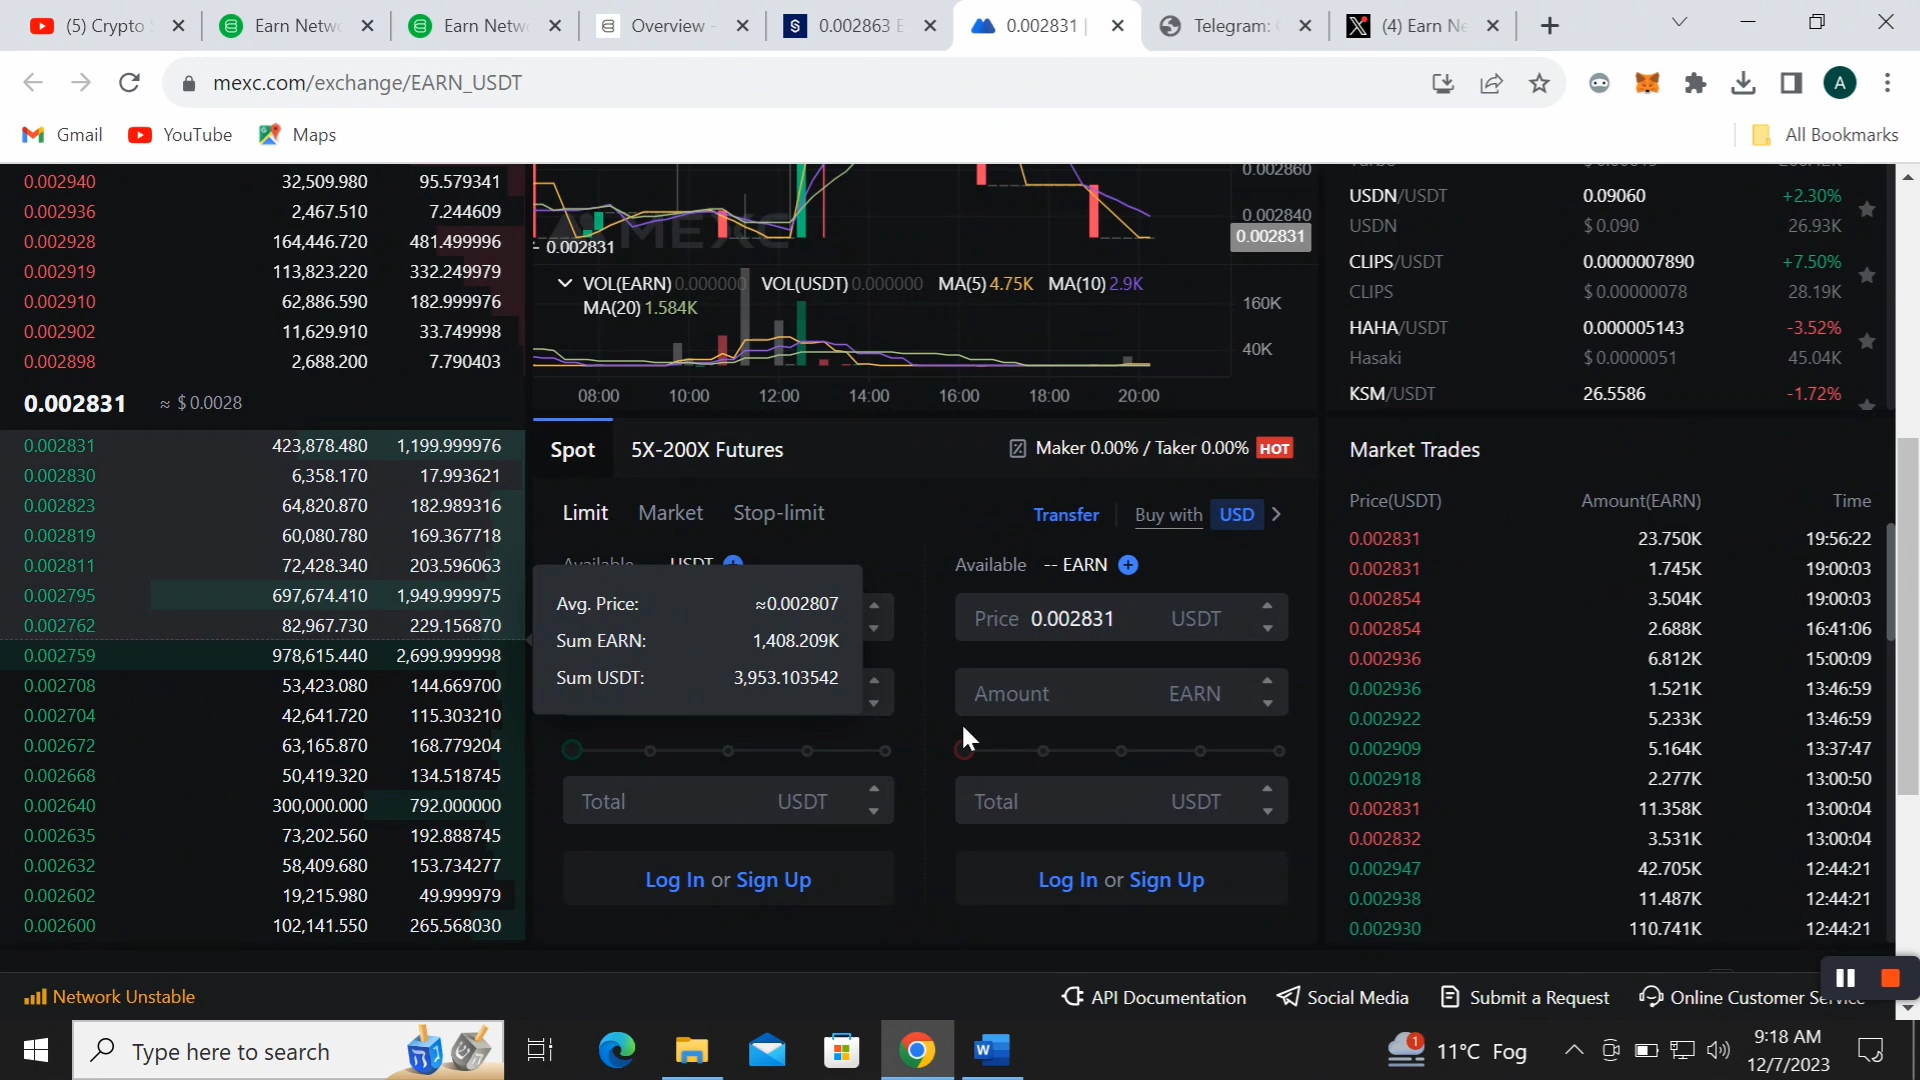 (5) Crypto
Earn Netw
Earn Netw
Overview -
0.002863 E
0.002831 |
Telegram:
(4) Earn Ne
mexc.com/exchange/EARN_USDT
A
Gmail
YouTube
Maps
All Bookmarks
0.002940 32,509.980 95.579341
0.002936 2,467.510 7.244609
0.002928 164,446.720 481.499996
0.002919 113,823.220 332.249979
0.002910 62,886.590 182.999976
0.002902 11,629.910 33.749998
0.002898 2,688.200 7.790403
0.002831 ≈ $ 0.0028
0.002831 423,878.480 1,199.999976
0.002830 6,358.170 17.993621
0.002823 64,820.870 182.989316
0.002819 60,080.780 169.367718
0.002811 72,428.340 203.596063
0.002795 697,674.410 1,949.999975
0.002762 82,967.730 229.156870
0.002759 978,615.440 2,699.999998
0.002708 53,423.080 144.669700
0.002704 42,641.720 115.303210
0.002672 63,165.870 168.779204
0.002668 50,419.320 134.518745
0.002640 300,000.000 792.000000
0.002635 73,202.560 192.888745
0.002632 58,409.680 153.734277
0.002602 19,215.980 49.999979
0.002600 102,141.550 265.568030
0.002860
0.002840
0.002831
MEXC
0.002831
VOL(EARN) 0.000000 VOL(USDT) 0.000000 MA(5) 4.75K MA(10) 2.9K
MA(20) 1.584K
160K
40K
08:00 10:00 12:00 14:00 16:00 18:00 20:00
Spot 5X-200X Futures Maker 0.00% / Taker 0.00% HOT
Limit Market Stop-limit Transfer Buy with USD
Available USDT
Available -- EARN
Avg. Price: ≈0.002807
Sum EARN: 1,408.209K
Sum USDT: 3,953.103542
Price 0.002831 USDT
Amount EARN
Total USDT
Total USDT
Log In or Sign Up
Log In or Sign Up
USDN/USDT 0.09060 +2.30%
USDN $ 0.090 26.93K
CLIPS/USDT 0.0000007890 +7.50%
CLIPS $ 0.00000078 28.19K
HAHA/USDT 0.000005143 -3.52%
Hasaki $ 0.0000051 45.04K
KSM/USDT 26.5586 -1.72%
Market Trades
Price(USDT) Amount(EARN) Time
0.002831 23.750K 19:56:22
0.002831 1.745K 19:00:03
0.002854 3.504K 19:00:03
0.002854 2.688K 16:41:06
0.002936 6.812K 15:00:09
0.002936 1.521K 13:46:59
0.002922 5.233K 13:46:59
0.002909 5.164K 13:37:47
0.002918 2.277K 13:00:50
0.002831 11.358K 13:00:04
0.002832 3.531K 13:00:04
0.002947 42.705K 12:44:21
0.002938 11.487K 12:44:21
0.002930 110.741K 12:44:21
Network Unstable
API Documentation
Social Media
Submit a Request
Online Customer Service
Type here to search
1
11°C Fog
9:18 AM
12/7/2023